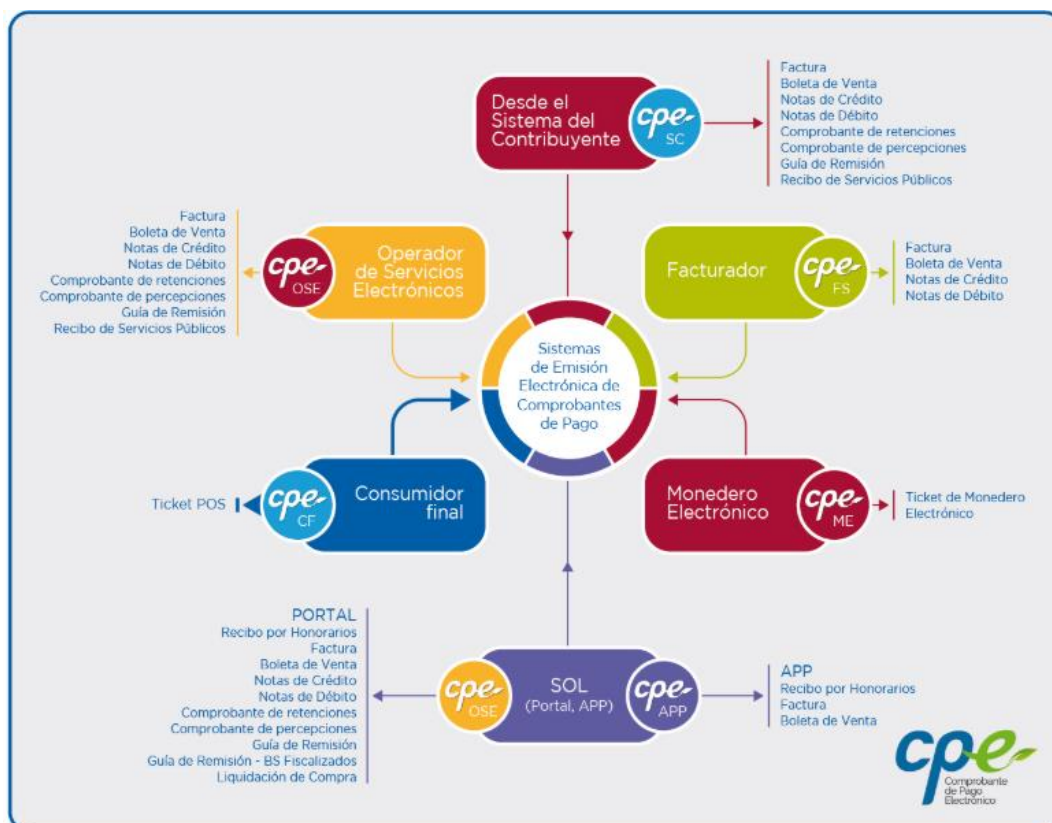 Desde el
Sistema del
Contribuyente
cpe-
SC
Factura
Boleta de Venta
Notas de Crédito
Notas de Débito
Comprobante de retenciones
Comprobante de percepciones
Guía de Remisión
Recibo de Servicios Públicos
Factura
Boleta de Venta
Notas de Crédito
Notas de Débito
Comprobante de retenciones
Comprobante de percepciones
Guía de Remisión
Recibo de Servicios Públicos
cpe-
OSE
Operador
de Servicios
Electrónicos
Facturador
cpe-
FS
Factura
Boleta de Venta
Notas de Crédito
Notas de Débito
Sistemas
de Emisión
Electrónica de
Comprobantes
de Pago
Ticket POS
cpe-
CF
Consumidor
final
Monedero
Electrónico
cpe-
ME
Ticket de Monedero
Electrónico
PORTAL
Recibo por Honorarios
Factura
Boleta de Venta
Notas de Crédito
Notas de Débito
Comprobante de retenciones
Comprobante de percepciones
Guía de Remisión
Guía de Remisión - BS Fiscalizados
Liquidación de Compra
cpe-
OSE
SOL
(Portal, APP)
cpe-
APP
APP
Recibo por Honorarios
Factura
Boleta de Venta
cpe
Comprobante
de Pago
Electrónico